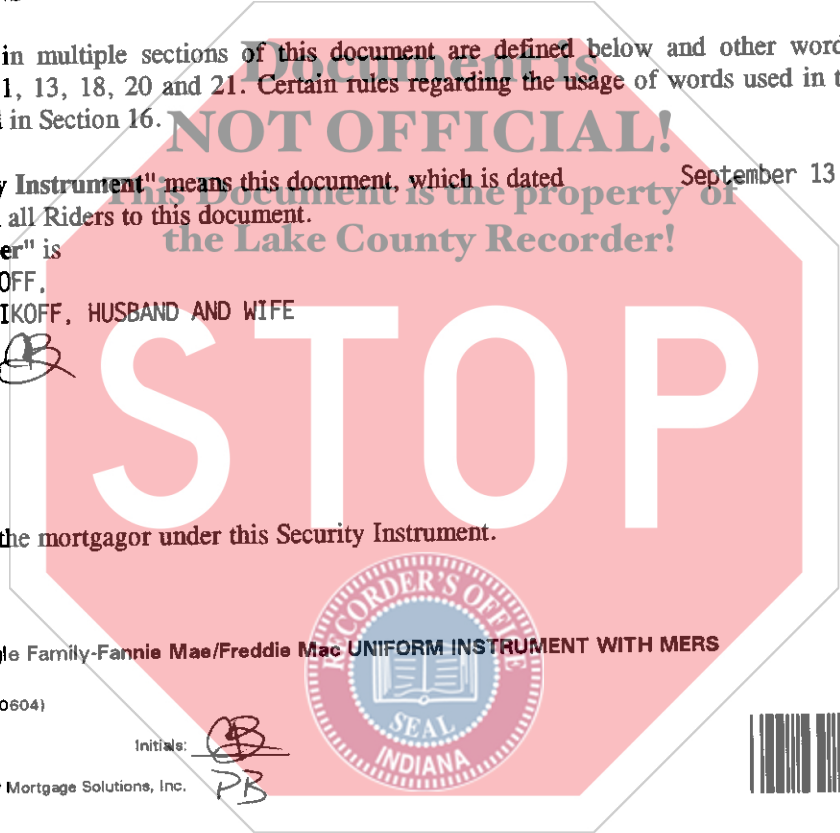 in multiple sections of this document are defined below and other
1, 13, 18, 20 and 21. Certain rules regarding the usage of words used in
in Section 16.
Document is
NOT OFFICIAL!
Instrument" means this document, which is dated September 13
This Document is the property of
all Riders to this document.
the Lake County Recorder!
er" is
OFF,
IKOFF, HUSBAND AND WIFE
STOP
the mortgagor under this Security Instrument.
RECORDER'S OFFICE
SEAL
INDIANA
le Family-Fannie Mae/Freddie Mac UNIFORM INSTRUMENT WITH MERS
0604)
Initials:
PB
Mortgage Solutions, Inc.